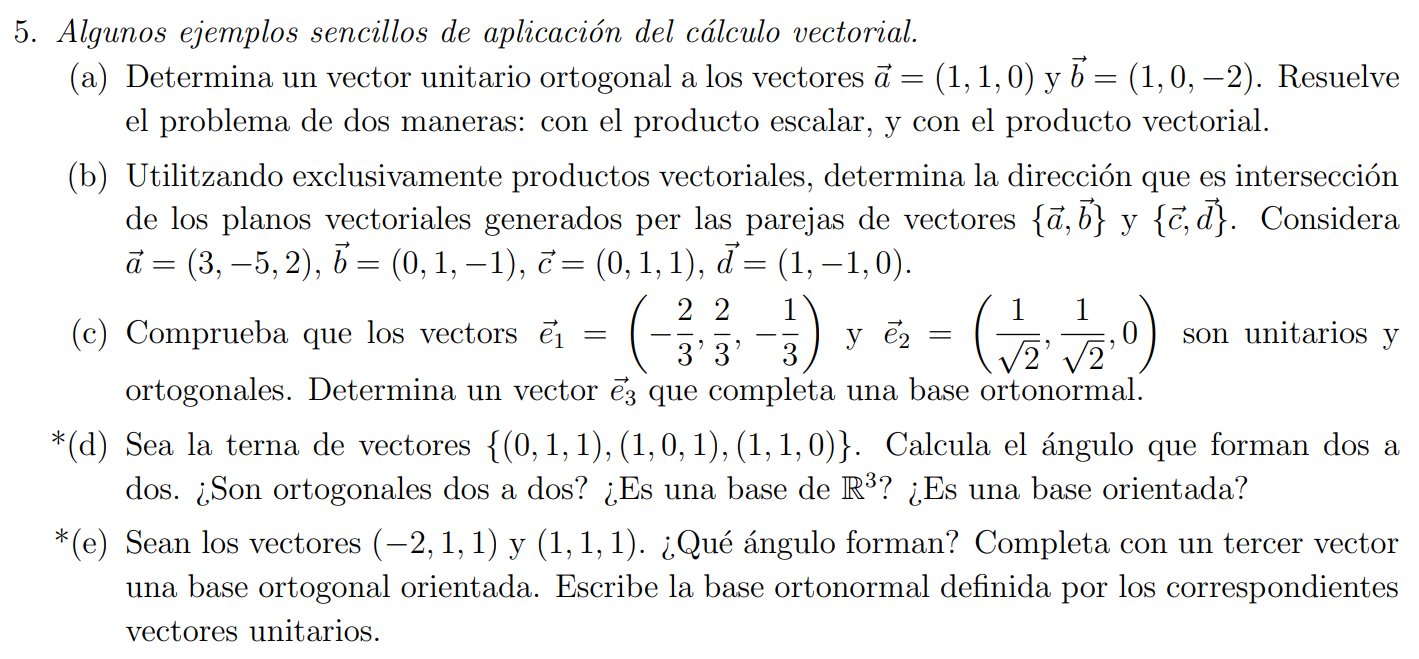 5. Algunos ejemplos sencillos de aplicación del cálculo vectorial.
(a) Determina un vector unitario ortogonal a los vectores $\vec{a} = (1, 1, 0)$ y $\vec{b} = (1, 0, -2)$. Resuelve
el problema de dos maneras: con el producto escalar, y con el producto vectorial.
(b) Utilitzando exclusivamente productos vectoriales, determina la dirección que es intersección
de los planos vectoriales generados per las parejas de vectores $\{\vec{a}, \vec{b}\}$ y $\{\vec{c}, \vec{d}\}$. Considera
$\vec{a} = (3, -5, 2)$, $\vec{b} = (0, 1, -1)$, $\vec{c} = (0, 1, 1)$, $\vec{d} = (1, -1, 0)$.
(c) Comprueba que los vectors $\vec{e}_1 = \left(-\frac{2}{3}, \frac{2}{3}, -\frac{1}{3}\right)$ y $\vec{e}_2 = \left(\frac{1}{\sqrt{2}}, \frac{1}{\sqrt{2}}, 0\right)$ son unitarios y
ortogonales. Determina un vector $\vec{e}_3$ que completa una base ortonormal.
*(d) Sea la terna de vectores $\{(0, 1, 1), (1, 0, 1), (1, 1, 0)\}$. Calcula el ángulo que forman dos a
dos. ¿Son ortogonales dos a dos? ¿Es una base de $\mathbb{R}^3$? ¿Es una base orientada?
*(e) Sean los vectores $(-2, 1, 1)$ y $(1, 1, 1)$. ¿Qué ángulo forman? Completa con un tercer vector
una base ortogonal orientada. Escribe la base ortonormal definida por los correspondientes
vectores unitarios.